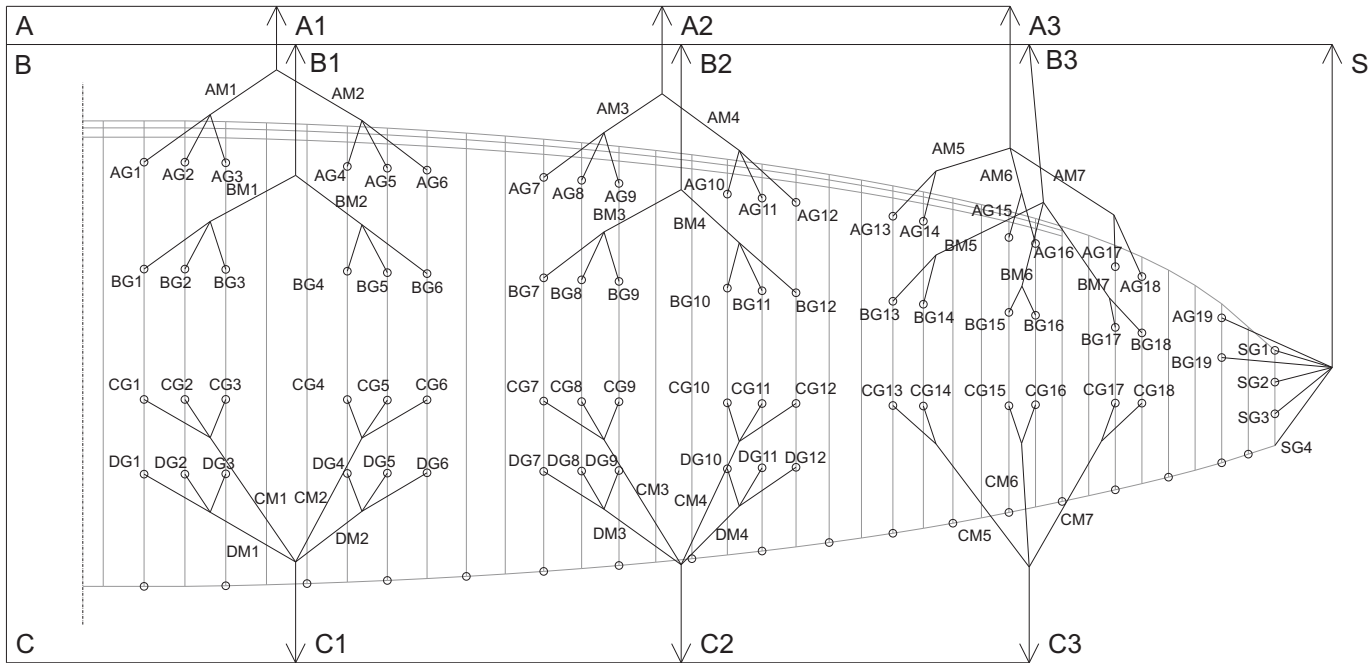 A A1 A2 A3
B B1 B2 B3 S
AM1 AM2 AM3 AM4
AM5 AM6 AM7
AG1 AG2 AG3 AG4 AG5 AG6 AG7 AG8 AG9 AG10 AG11 AG12
AG13 AG14 AG15 AG16 AG17 AG18
BM1 BM2 BM3 BM4 BM5 BM6 BM7
BG1 BG2 BG3 BG4 BG5 BG6 BG7 BG8 BG9 BG10 BG11 BG12
BG13 BG14 BG15 BG16 BG17 BG18
AG19 SG1
BG19 SG2
SG3
SG4
CG1 CG2 CG3 CG4 CG5 CG6 CG7 CG8 CG9 CG10 CG11 CG12 CG13 CG14 CG15 CG16 CG17 CG18
DG1 DG2 DG3 DG4 DG5 DG6 DG7 DG8 DG9 DG10 DG11 DG12
CM1 CM2 CM3 CM4 CM6
DM1 DM2 DM3 DM4 CM5 CM7
C C1 C2 C3